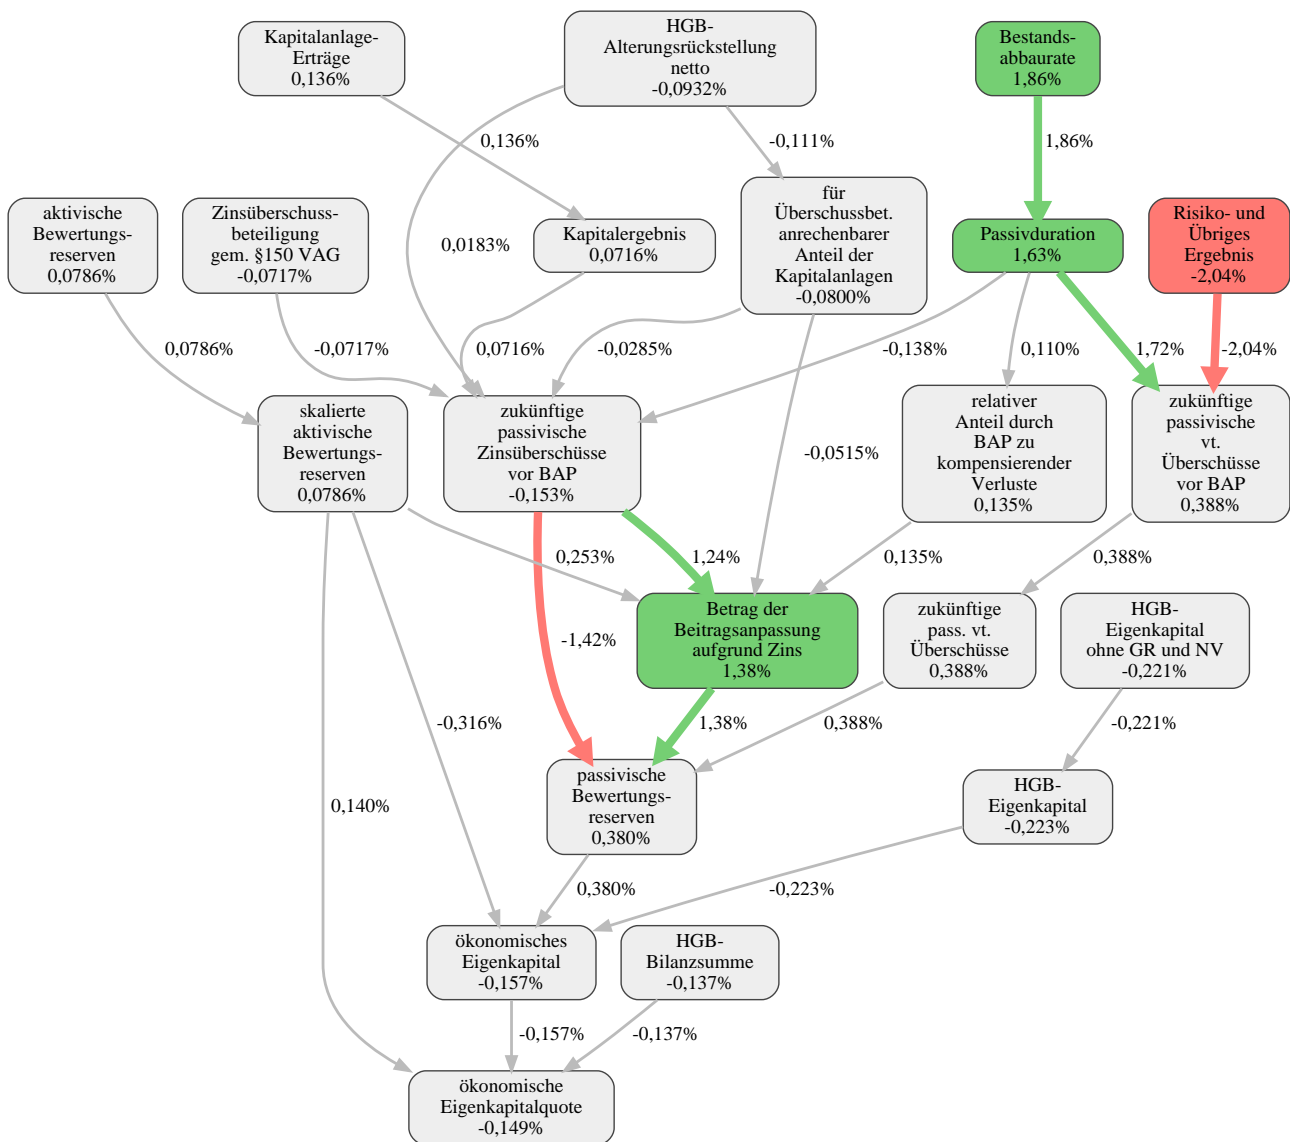 Kapitalanlage-
Erträge
0,136%
HGB-
Alterungsrückstellung
netto
-0,0932%
Bestands-
abbaurate
1,86%
0,136%
-0,111%
1,86%
aktivische
Bewertungs-
reserven
0,0786%
Zinsüberschuss-
beteiligung
gem. §150 VAG
-0,0717%
0,0183%
Kapitalergebnis
0,0716%
für
Überschussbet.
anrechenbarer
Anteil der
Kapitalanlagen
-0,0800%
Passivduration
1,63%
Risiko- und
Übriges
Ergebnis
-2,04%
0,0786%
-0,0717%
0,0716%
-0,0285%
-0,138%
0,110%
1,72%
-2,04%
skalierte
aktivische
Bewertungs-
reserven
0,0786%
zukünftige
passivische
Zinsüberschüsse
vor BAP
-0,153%
-0,0515%
relativer
Anteil durch
BAP zu
kompensierender
Verluste
0,135%
zukünftige
passivische
vt.
Überschüsse
vor BAP
0,388%
0,253%
1,24%
0,135%
0,388%
-1,42%
Betrag der
Beitragsanpassung
aufgrund Zins
1,38%
zukünftige
pass. vt.
Überschüsse
0,388%
HGB-
Eigenkapital
ohne GR und NV
-0,221%
-0,316%
1,38%
0,388%
-0,221%
0,140%
passivische
Bewertungs-
reserven
0,380%
HGB-
Eigenkapital
-0,223%
0,380%
-0,223%
ökonomisches
Eigenkapital
-0,157%
HGB-
Bilanzsumme
-0,137%
-0,157%
-0,137%
ökonomische
Eigenkapitalquote
-0,149%